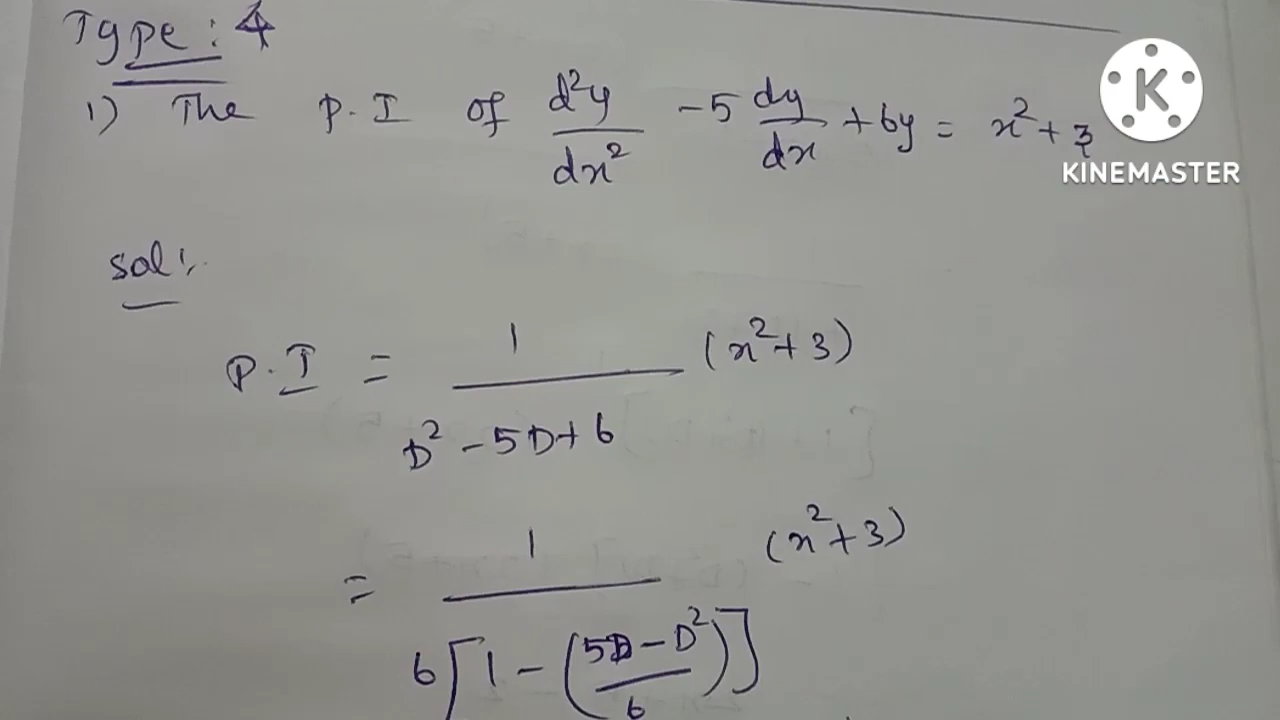 Type: 4
1) The P.I of d²y/dx² -5 dy/dx + 6y = x²+3
K
KINEMASTER
Sol:
P.I = 1/(D²-5D+6) (x²+3)
= 1/(6[1-((5D-D²)/6)]) (x²+3)